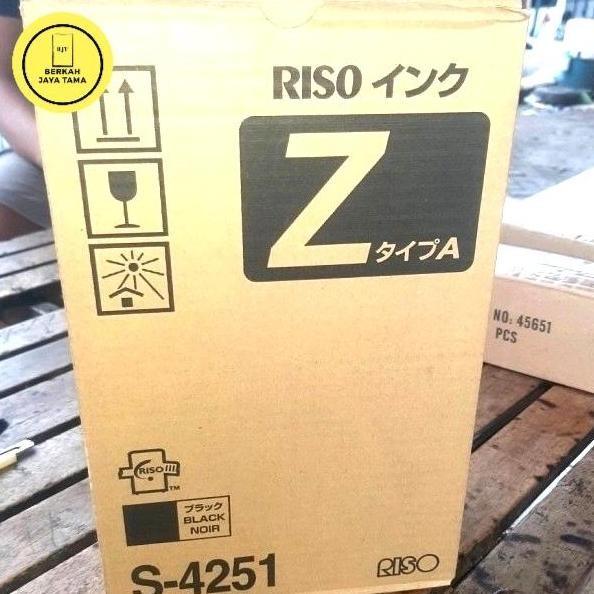 BJT
BERKAH
JAYA TAMA
RISO インク
Z タイプA
NO: 45651
PCS
RISO
TM
ブラック
BLACK
NOIR
S-4251
RISO